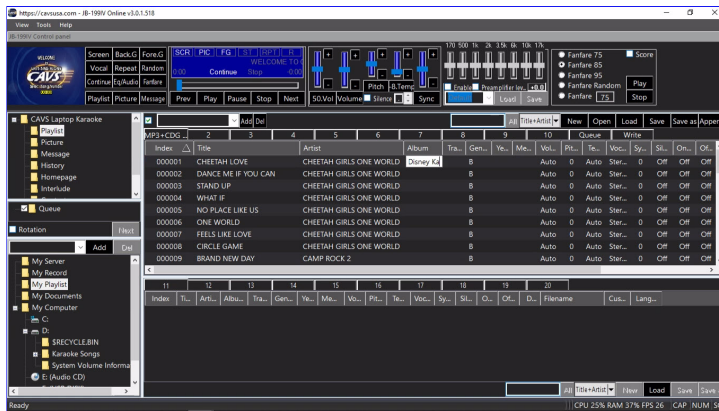 https://cavsusa.com - JB-199IV Online v3.0.1.518
View Tools Help
JB-199IV Control panet
WELCOME
CAVS
Screen Back.G Fore.G
Vocal Repeat Random
Continue Eq/Audio Fanfare
Playlist Picture Message
SCR PIC FG ST RPT R
WELCOME TO
0:00 Continue Stop -0:00
Prev Play Pause Stop Next
Pitch -B.Temp
S0.Vol Volume Silence Sync
170 500 1k 2k 3.5k 6k 10k 17k
Enable Preamplifier lev.. +0.0
Load Save
Fanfare 75 Score
Fanfare 85
Fanfare 95
Fanfare Random Play
Fanfare 75 Stop
CAVS Laptop Karaoke
Playlist
Picture
Message
History
Homepage
Interlude
Queue
Rotation Next
Add Del
My Server
My Record
My Playlist
My Documents
My Computer
C:
D:
$RECYCLE.BIN
Karaoke Songs
System Volume Informa
E: (Audio CD)
Add Del All Title+Artist New Open Load Save Save as Apper
MP3+CDG 2 3 4 5 6 7 8 9 10 Queue Write
Index Title Artist Album Tra... Gen... Ye... Me... Vol... Pit... Te... Voc... Sy... Sil... On... Of...
000001 CHEETAH LOVE CHEETAH GIRLS ONE WORLD Disney Ka B Auto 0 Auto Ster... 0 Off Off Off
000002 DANCE ME IF YOU CAN CHEETAH GIRLS ONE WORLD B Auto 0 Auto Ster... 0 Off Off Off
000003 STAND UP CHEETAH GIRLS ONE WORLD B Auto 0 Auto Ster... 0 Off Off Off
000004 WHAT IF CHEETAH GIRLS ONE WORLD B Auto 0 Auto Ster... 0 Off Off Off
000005 NO PLACE LIKE US CHEETAH GIRLS ONE WORLD B Auto 0 Auto Ster... 0 Off Off Off
000006 ONE WORLD CHEETAH GIRLS ONE WORLD B Auto 0 Auto Ster... 0 Off Off Off
000007 FEELS LIKE LOVE CHEETAH GIRLS ONE WORLD B Auto 0 Auto Ster... 0 Off Off Off
000008 CIRCLE GAME CHEETAH GIRLS ONE WORLD B Auto 0 Auto Ster... 0 Off Off Off
000009 BRAND NEW DAY CAMP ROCK 2 B Auto 0 Auto Ster... 0 Off Off Off
11 12 13 14 15 16 17 18 19 20
Index Ti... Arti... Albu... Tra... Gen... Ye... Me... Vo... Pit... Te... Voc... Sy... Sil... O... Of... D... Filename Cus... Lang...
All Title+Artist New Load Save Save
Ready CPU 25% RAM 37% FPS 26 CAP NUM